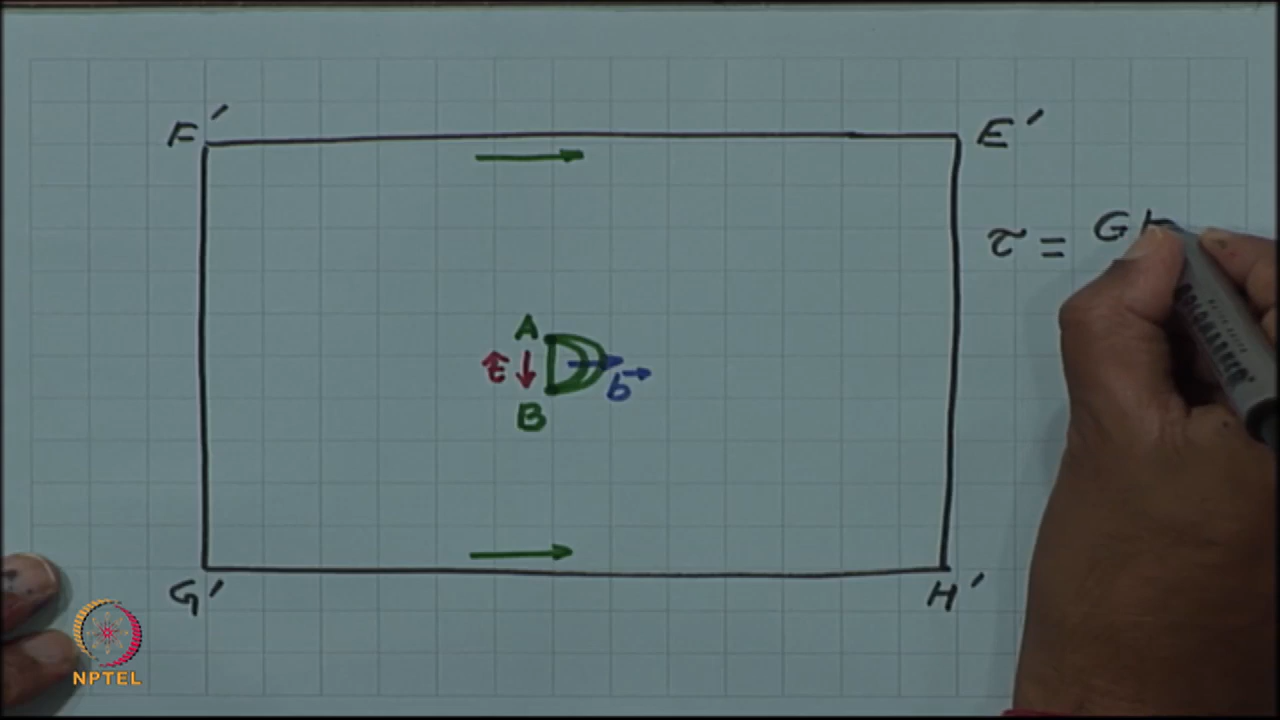 F′ E′
τ = G
A
t̂
b⃗
B
G′ H′
NPTEL